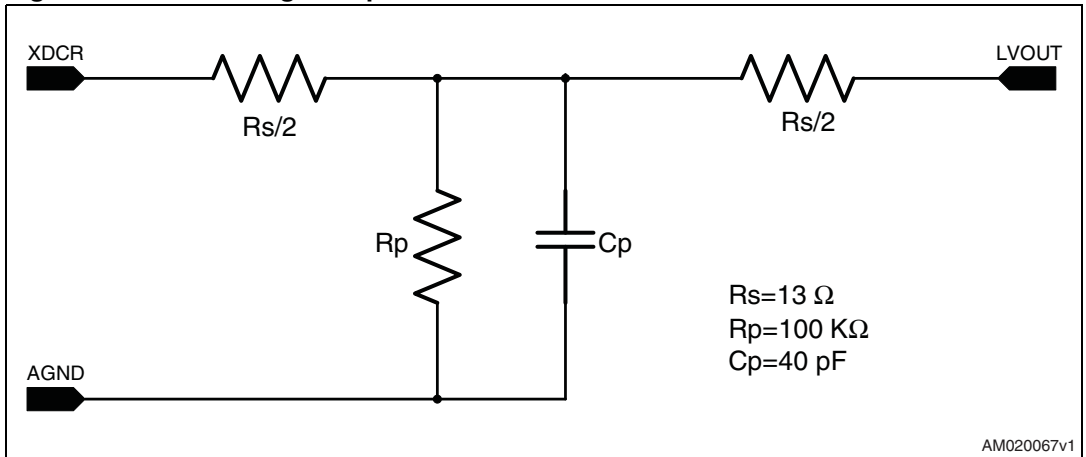 XDCR
LVOUT
Rs/2
Rs/2
Rp
Cp
Rs=13 Ω
Rp=100 KΩ
Cp=40 pF
AGND
AM020067v1